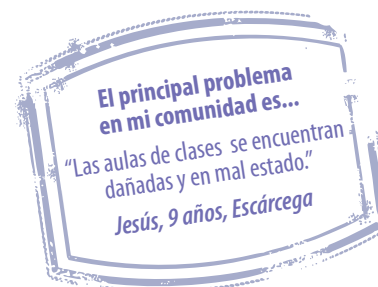 El principal problema
en mi comunidad es...
“Las aulas de clases se encuentran
dañadas y en mal estado.”
Jesús, 9 años, Escárcega